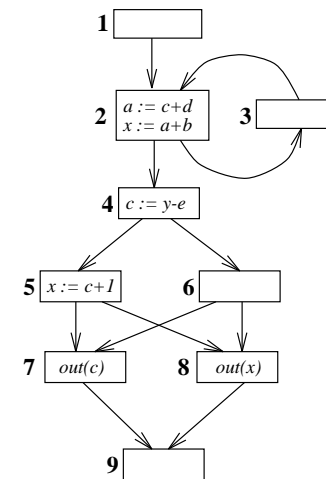 1
2
a := c+d
x := a+b
3
4
c := y-e
5
x := c+1
6
7
out(c)
8
out(x)
9